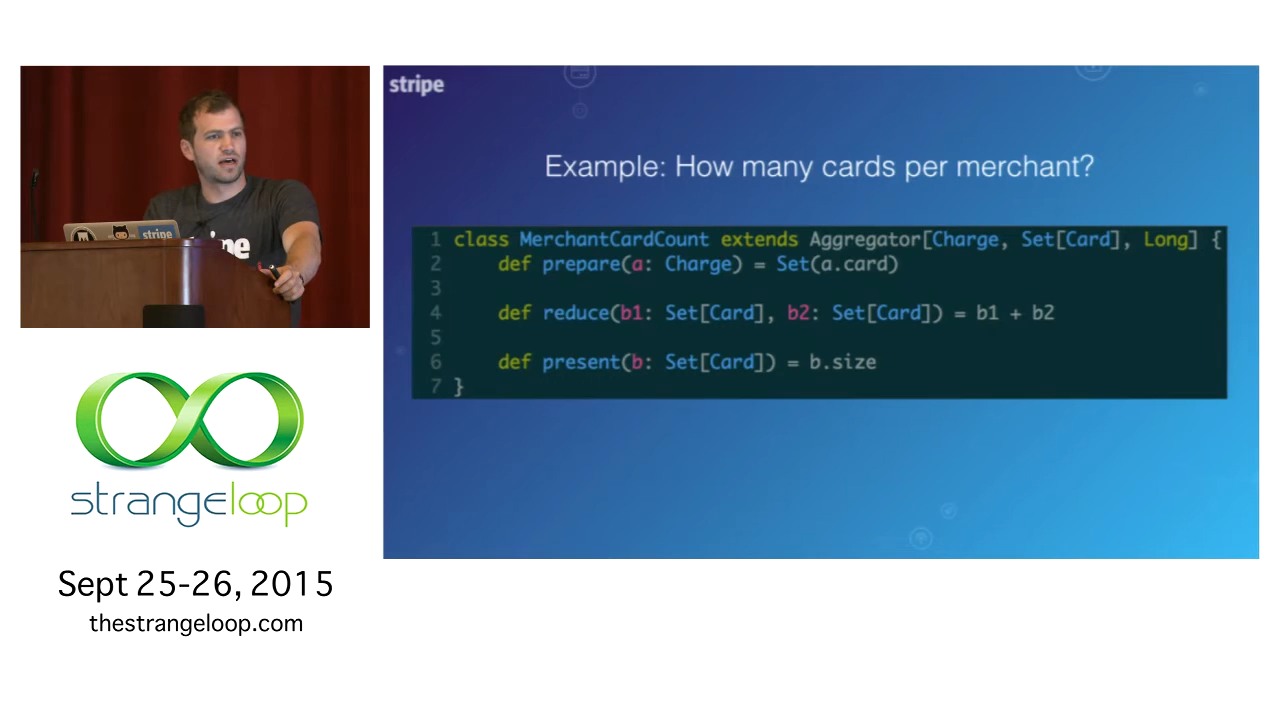 stripe
Example: How many cards per merchant?
1 class MerchantCardCount extends Aggregator[Charge, Set[Card], Long] {
2     def prepare(a: Charge) = Set(a.card)
3
4     def reduce(b1: Set[Card], b2: Set[Card]) = b1 + b2
5
6     def present(b: Set[Card]) = b.size
7 }
stripe
strangeloop
Sept 25-26, 2015
thestrangeloop.com